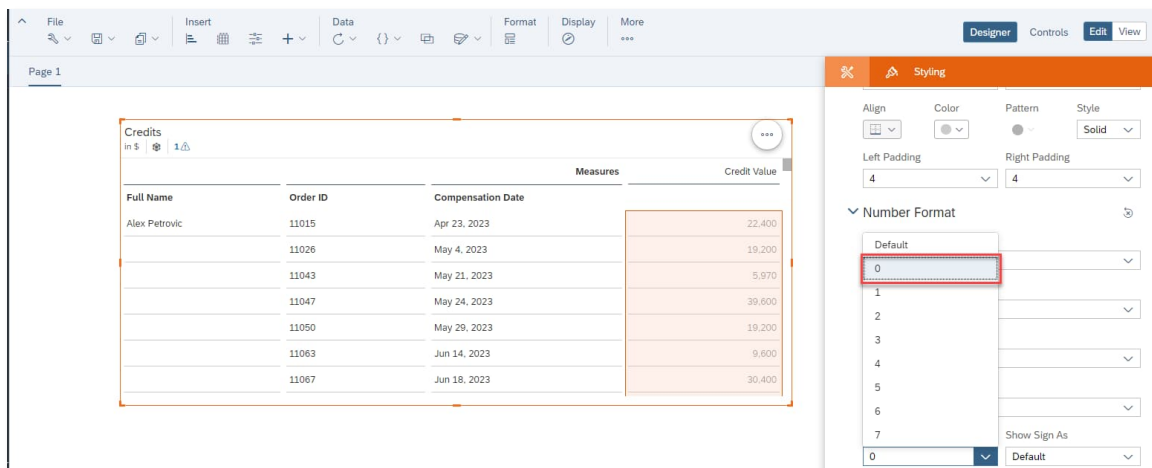 File Insert Data Format Display More
Designer Controls Edit View
Page 1
Styling
Align Color Pattern Style
Solid
Left Padding Right Padding
4 4
Number Format
Default
0
1
2
3
4
5
6
7
Show Sign As
0 Default
Credits
in $ 1
Measures Credit Value
Full Name Order ID Compensation Date
Alex Petrovic 11015 Apr 23, 2023 22,400
11026 May 4, 2023 19,200
11043 May 21, 2023 5,970
11047 May 24, 2023 39,600
11050 May 29, 2023 19,200
11063 Jun 14, 2023 9,600
11067 Jun 18, 2023 30,400